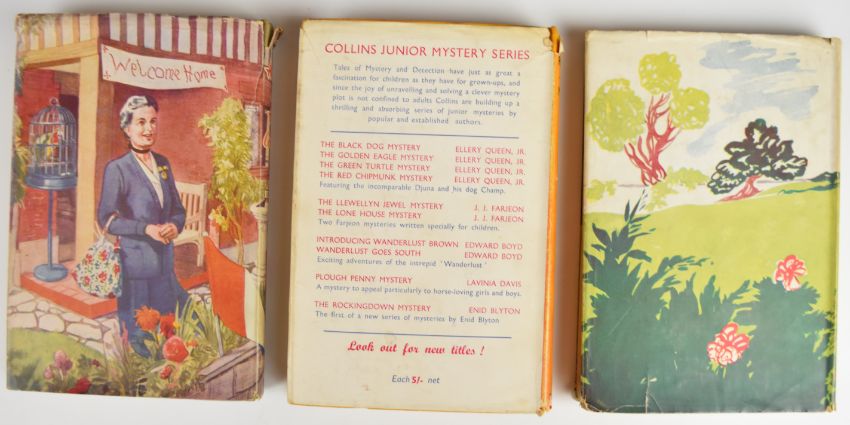 Welcome Home
COLLINS JUNIOR MYSTERY SERIES
Tales of Mystery and Detection have just as great a
fascination for children as they have for grown-ups, and
since the joy of unravelling and solving a clever mystery
plot is not confined to adults Collins are building up a
thrilling and absorbing series of junior mysteries by
popular and established authors.
THE BLACK DOG MYSTERY ELLERY QUEEN, JR.
THE GOLDEN EAGLE MYSTERY ELLERY QUEEN, JR.
THE GREEN TURTLE MYSTERY ELLERY QUEEN, JR.
THE RED CHIPMUNK MYSTERY ELLERY QUEEN, JR.
Featuring the incomparable Djuna and his dog Champ.
THE LLEWELLYN JEWEL MYSTERY J. J. FARJEON
THE LONE HOUSE MYSTERY J. J. FARJEON
Two Farjeon mysteries written specially for children.
INTRODUCING WANDERLUST BROWN EDWARD BOYD
WANDERLUST GOES SOUTH EDWARD BOYD
Exciting adventures of the intrepid 'Wanderlust.'
PLOUGH PENNY MYSTERY LAVINIA DAVIS
A mystery to appeal particularly to horse-loving girls and boys.
THE ROCKINGDOWN MYSTERY ENID BLYTON
The first of a new series of mysteries by Enid Blyton
Look out for new titles !
Each 5/- net